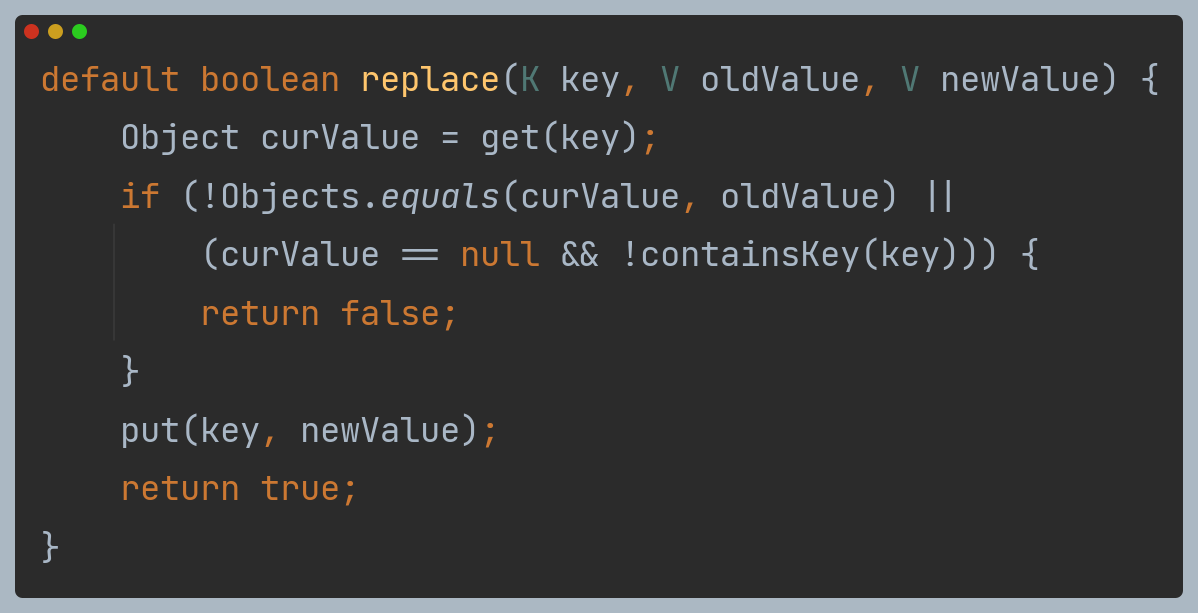 default boolean replace(K key, V oldValue, V newValue) {
    Object curValue = get(key);
    if (!Objects.equals(curValue, oldValue) ||
        (curValue == null && !containsKey(key))) {
        return false;
    }
    put(key, newValue);
    return true;
}